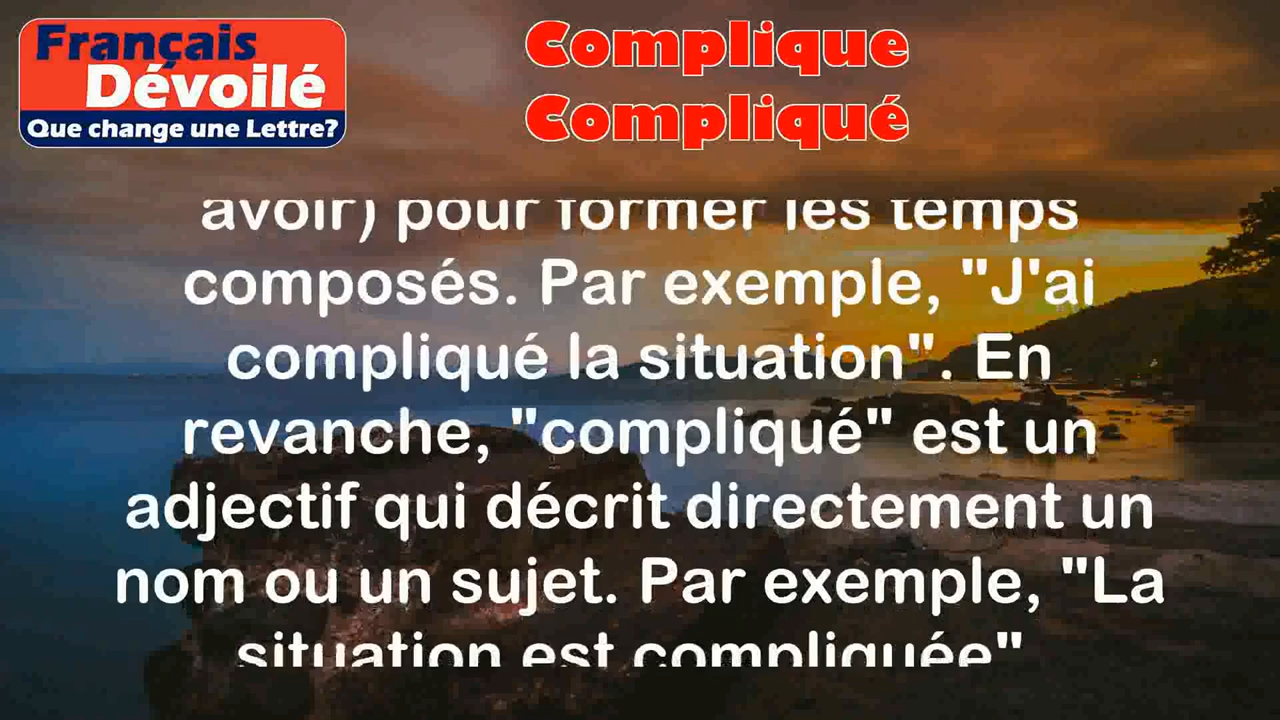 Français
Dévoilé
Que change une Lettre?
Complique
Compliqué
avoir) pour former les temps
composés. Par exemple, "J'ai
compliqué la situation". En
revanche, "compliqué" est un
adjectif qui décrit directement un
nom ou un sujet. Par exemple, "La
situation est compliquée"